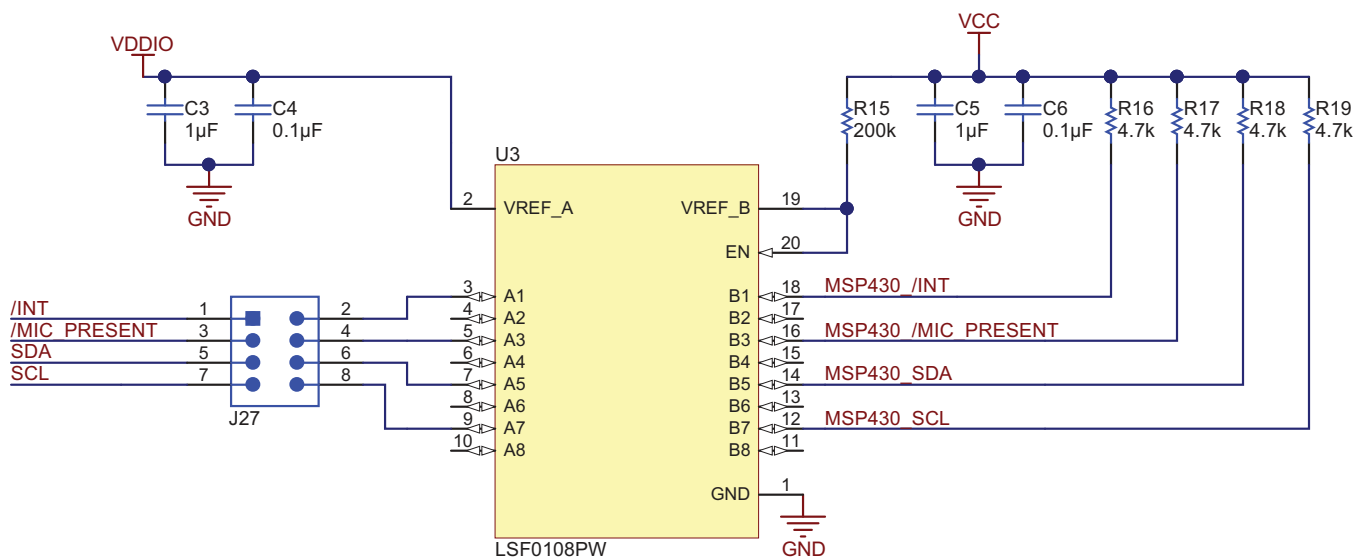 VDDIO
VCC
C3
1µF
C4
0.1µF
GND
R15
200k
C5
1µF
C6
0.1µF
GND
R16
4.7k
R17
4.7k
R18
4.7k
R19
4.7k
U3
2 VREF_A VREF_B 19
EN 20
3 A1 B1 18 MSP430_/INT
4 A2 B2 17
5 A3 B3 16 MSP430_/MIC_PRESENT
6 A4 B4 15
7 A5 B5 14 MSP430_SDA
8 A6 B6 13
9 A7 B7 12 MSP430_SCL
10 A8 B8 11
GND 1
GND
LSF0108PW
/INT 1 2
/MIC_PRESENT 3 4
SDA 5 6
SCL 7 8
J27